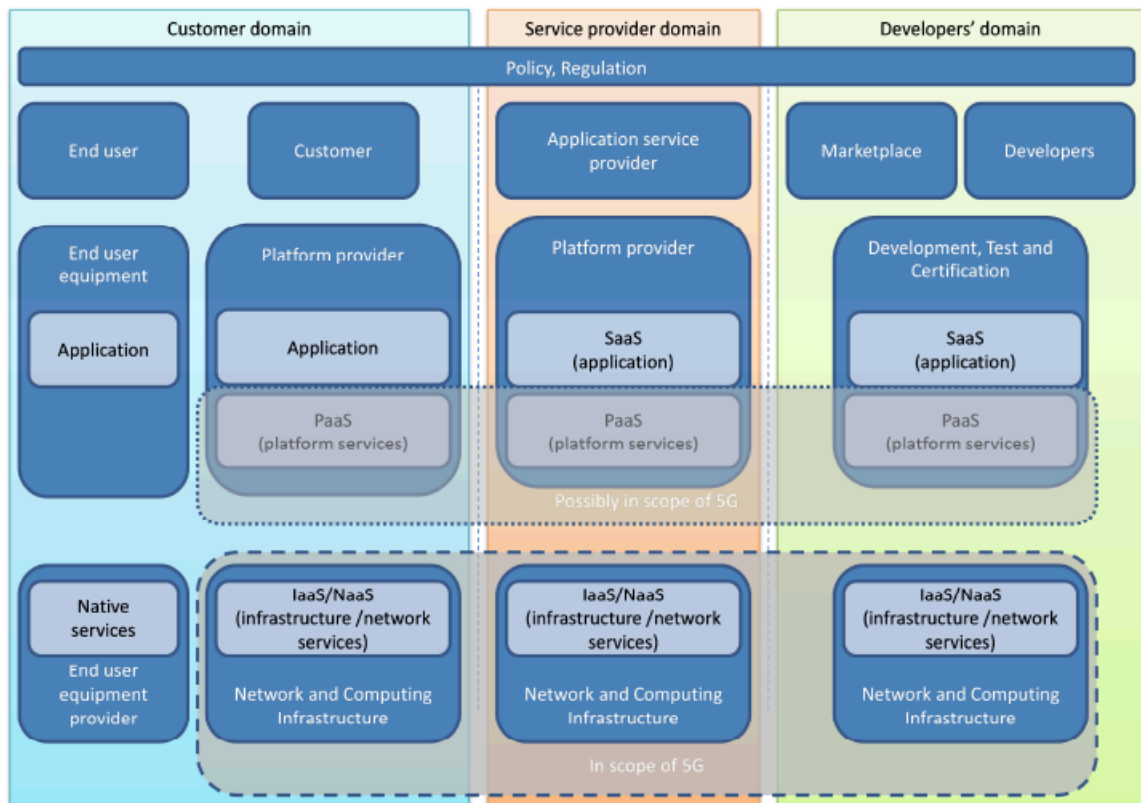 Customer domain
Service provider domain
Developers' domain
Policy, Regulation
End user
Customer
Application service
provider
Marketplace
Developers
End user
equipment
Application
Platform provider
Application
PaaS
(platform services)
Platform provider
SaaS
(application)
PaaS
(platform services)
Development, Test and
Certification
SaaS
(application)
PaaS
(platform services)
Possibly in scope of 5G
Native
services
End user
equipment
provider
IaaS/NaaS
(infrastructure /network
services)
Network and Computing
Infrastructure
IaaS/NaaS
(infrastructure /network
services)
Network and Computing
Infrastructure
IaaS/NaaS
(infrastructure /network
services)
Network and Computing
Infrastructure
In scope of 5G